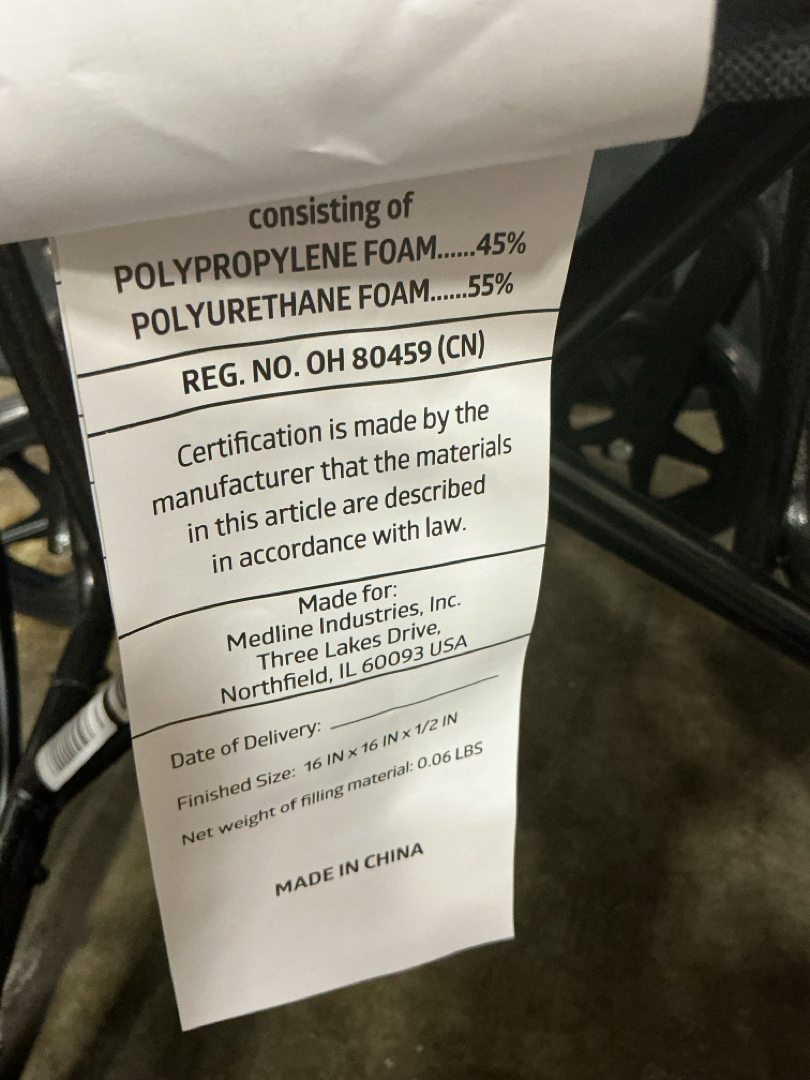 consisting of
POLYPROPYLENE FOAM......45%
POLYURETHANE FOAM......55%
REG. NO. OH 80459 (CN)
Certification is made by the
manufacturer that the materials
in this article are described
in accordance with law.
Made for:
Medline Industries, Inc.
Three Lakes Drive,
Northfield, IL 60093 USA
Date of Delivery:
Finished Size: 16 IN x 16 IN x 1/2 IN
Net weight of filling material: 0.06 LBS
MADE IN CHINA